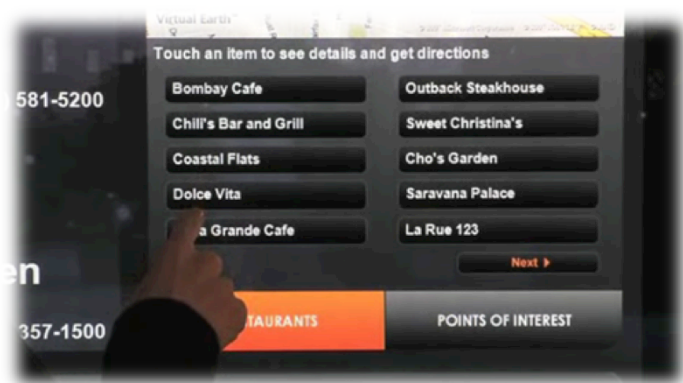 Virtual Earth
Touch an item to see details and get directions
581-5200
Bombay Cafe
Outback Steakhouse
Chili's Bar and Grill
Sweet Christina's
Coastal Flats
Cho's Garden
Dolce Vita
Saravana Palace
a Grande Cafe
La Rue 123
Next
en
TAURANTS
POINTS OF INTEREST
357-1500